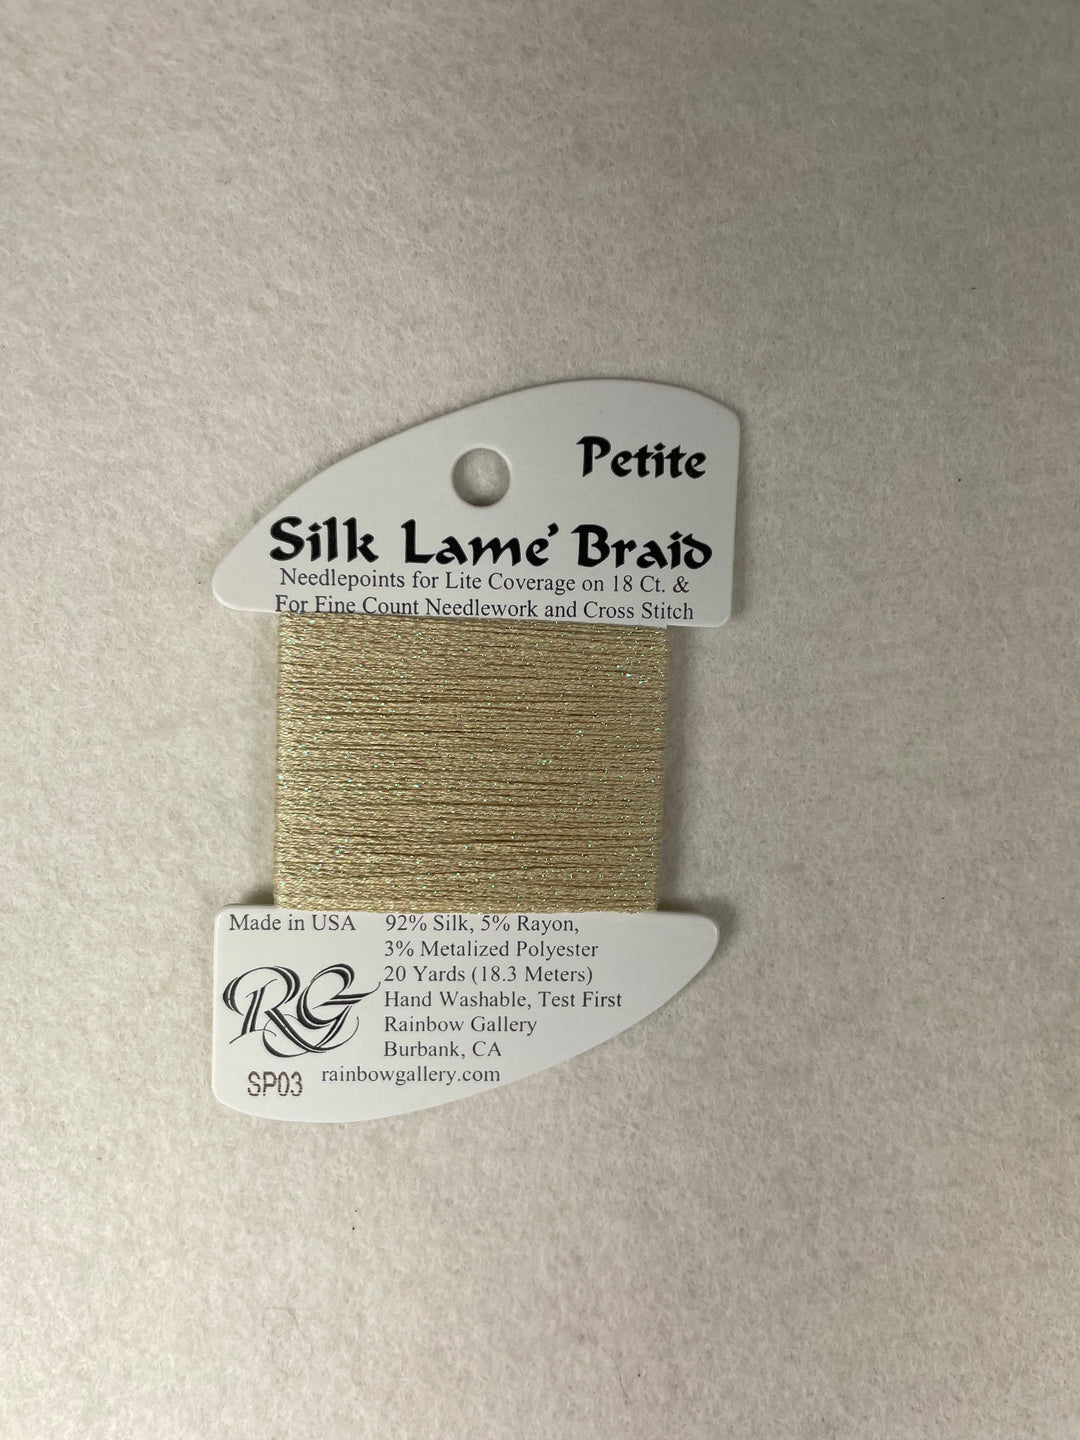 Petite
Silk Lame' Braid
Needlepoints for Lite Coverage on 18 Ct. &
For Fine Count Needlework and Cross Stitch
Made in USA
92% Silk, 5% Rayon,
3% Metalized Polyester
20 Yards (18.3 Meters)
Hand Washable, Test First
Rainbow Gallery
Burbank, CA
rainbowgallery.com
RG
SP03